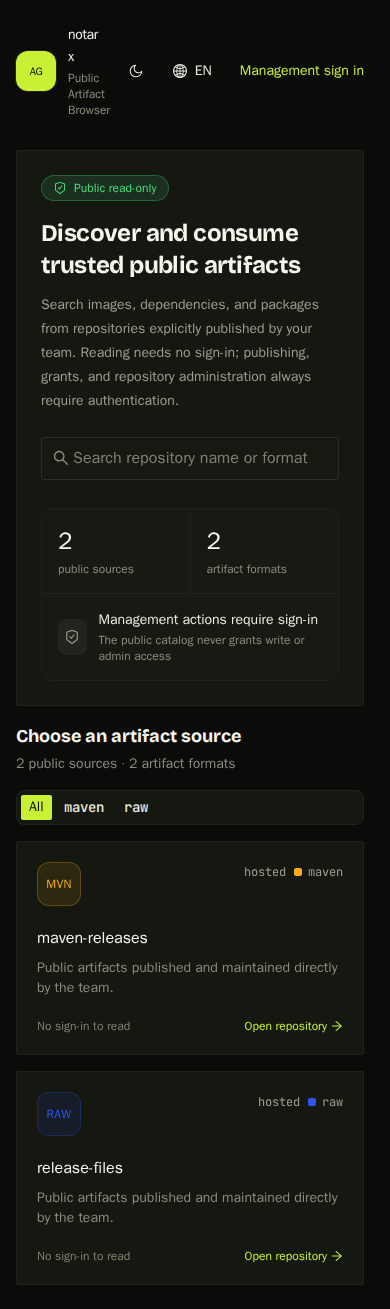 AG
notar
x
Public
Artifact
Browser
EN
Management sign in
Public read-only
Discover and consume
trusted public artifacts
Search images, dependencies, and packages
from repositories explicitly published by your
team. Reading needs no sign-in; publishing,
grants, and repository administration always
require authentication.
Search repository name or format
2
public sources
2
artifact formats
Management actions require sign-in
The public catalog never grants write or
admin access
Choose an artifact source
2 public sources · 2 artifact formats
All maven raw
MVN
hosted maven
maven-releases
Public artifacts published and maintained directly
by the team.
No sign-in to read
Open repository →
RAW
hosted raw
release-files
Public artifacts published and maintained directly
by the team.
No sign-in to read
Open repository →